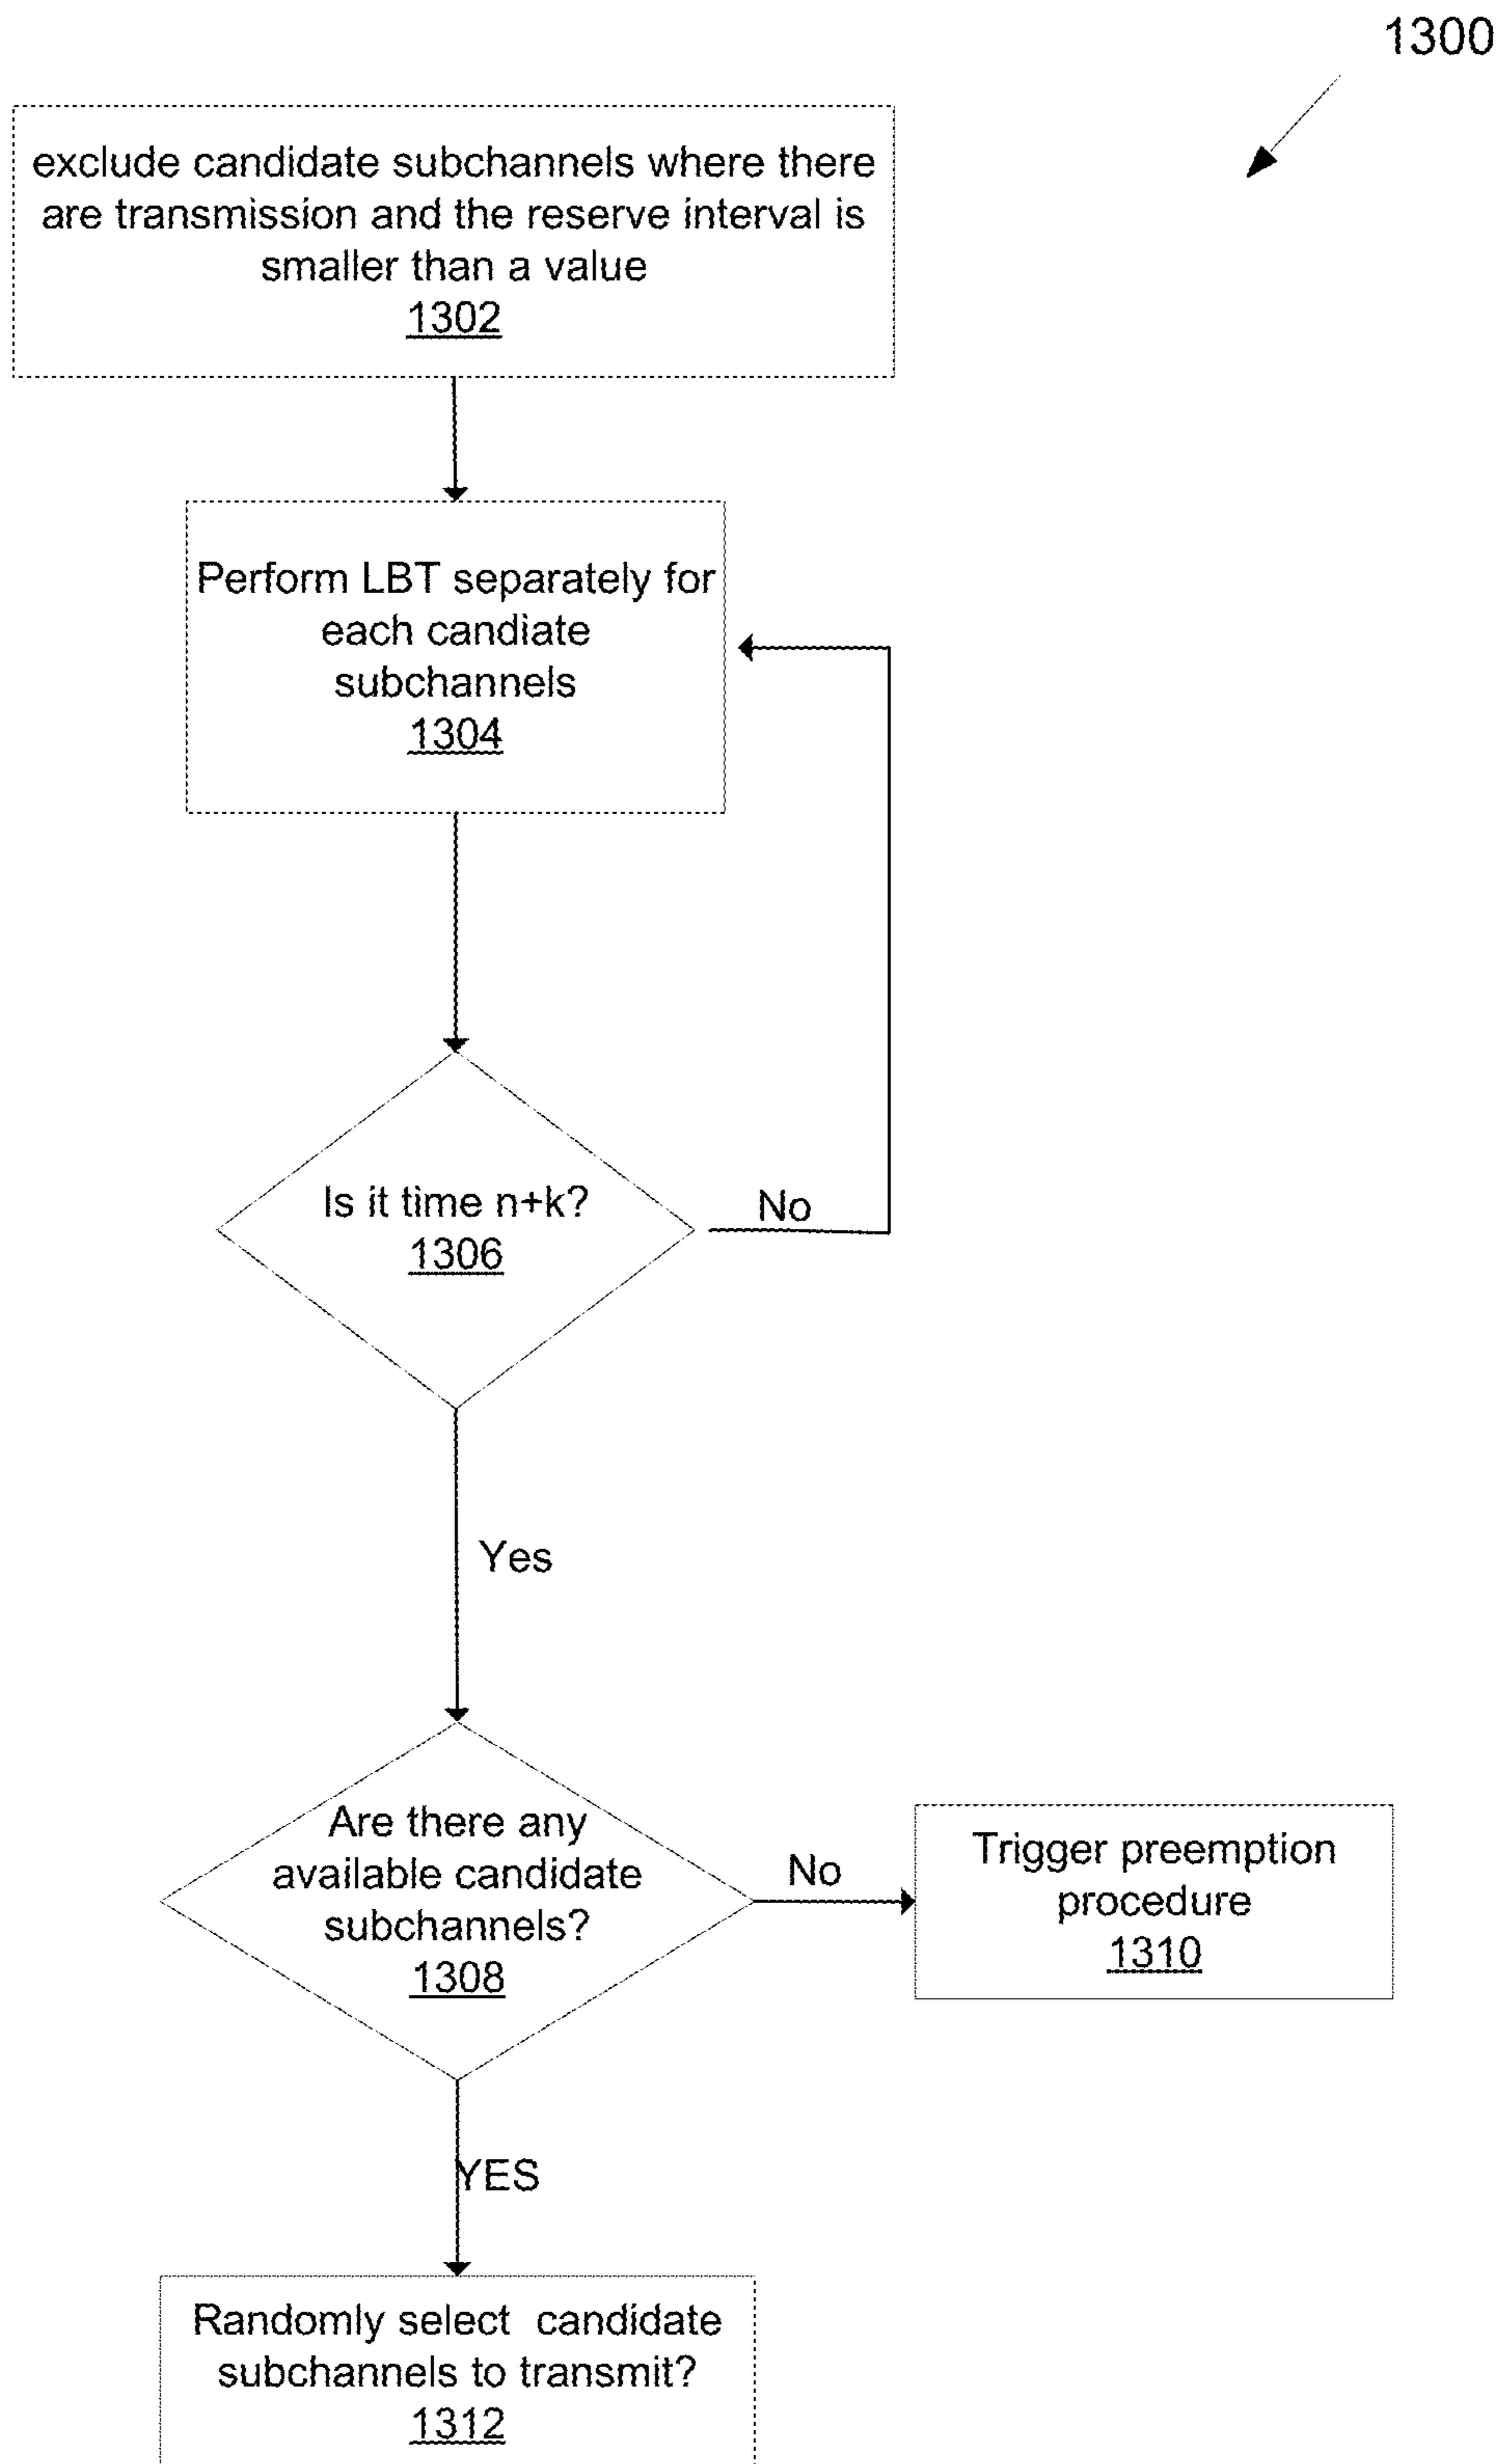 1300
exclude candidate subchannels where there
are transmission and the reserve interval is
smaller than a value
1302
Perform LBT separately for
each candiate
subchannels
1304
Is it time n+k?
1306
No
Yes
Are there any
available candidate
subchannels?
1308
No
Trigger preemption
procedure
1310
YES
Randomly select candidate
subchannels to transmit?
1312